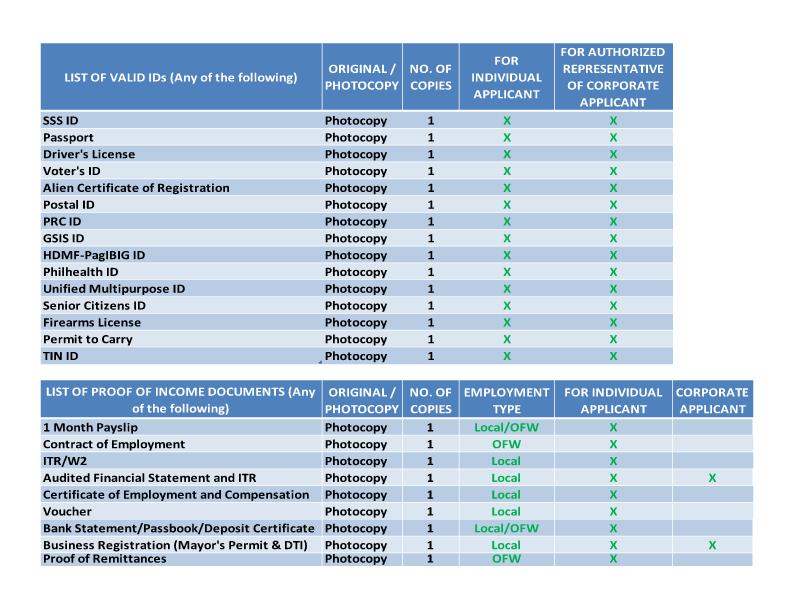 LIST OF VALID IDs (Any of the following) ORIGINAL / PHOTOCOPY NO. OF COPIES FOR INDIVIDUAL APPLICANT FOR AUTHORIZED REPRESENTATIVE OF CORPORATE APPLICANT
SSS ID Photocopy 1 X X
Passport Photocopy 1 X X
Driver's License Photocopy 1 X X
Voter's ID Photocopy 1 X X
Alien Certificate of Registration Photocopy 1 X X
Postal ID Photocopy 1 X X
PRC ID Photocopy 1 X X
GSIS ID Photocopy 1 X X
HDMF-PagIBIG ID Photocopy 1 X X
Philhealth ID Photocopy 1 X X
Unified Multipurpose ID Photocopy 1 X X
Senior Citizens ID Photocopy 1 X X
Firearms License Photocopy 1 X X
Permit to Carry Photocopy 1 X X
TIN ID Photocopy 1 X X
LIST OF PROOF OF INCOME DOCUMENTS (Any of the following) ORIGINAL / PHOTOCOPY NO. OF COPIES EMPLOYMENT TYPE FOR INDIVIDUAL APPLICANT CORPORATE APPLICANT
1 Month Payslip Photocopy 1 Local/OFW X
Contract of Employment Photocopy 1 OFW X
ITR/W2 Photocopy 1 Local X
Audited Financial Statement and ITR Photocopy 1 Local X X
Certificate of Employment and Compensation Photocopy 1 Local X
Voucher Photocopy 1 Local X
Bank Statement/Passbook/Deposit Certificate Photocopy 1 Local/OFW X
Business Registration (Mayor's Permit & DTI) Photocopy 1 Local X X
Proof of Remittances Photocopy 1 OFW X